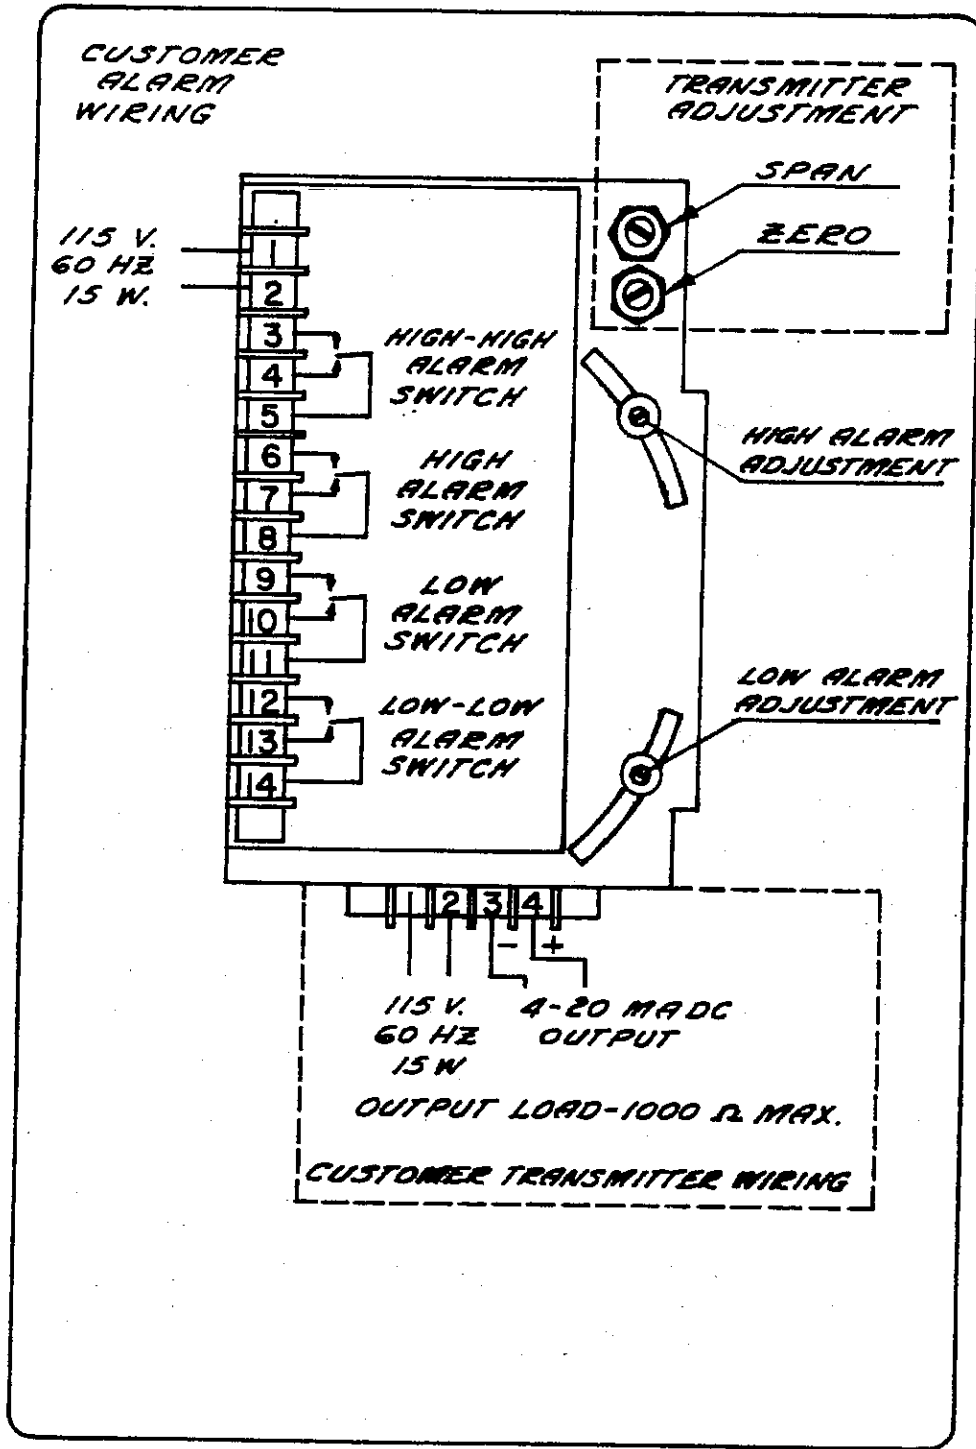 CUSTOMER
ALARM
WIRING
TRANSMITTER
ADJUSTMENT
SPAN
ZERO
115 V.
60 HZ
15 W.
1
2
3
4
5
6
7
8
9
10
11
12
13
14
HIGH-HIGH
ALARM
SWITCH
HIGH
ALARM
SWITCH
LOW
ALARM
SWITCH
LOW-LOW
ALARM
SWITCH
HIGH ALARM
ADJUSTMENT
LOW ALARM
ADJUSTMENT
1 2 3 4
- +
115 V.
60 HZ
15 W
4-20 MA DC
OUTPUT
OUTPUT LOAD-1000 Ω MAX.
CUSTOMER TRANSMITTER WIRING